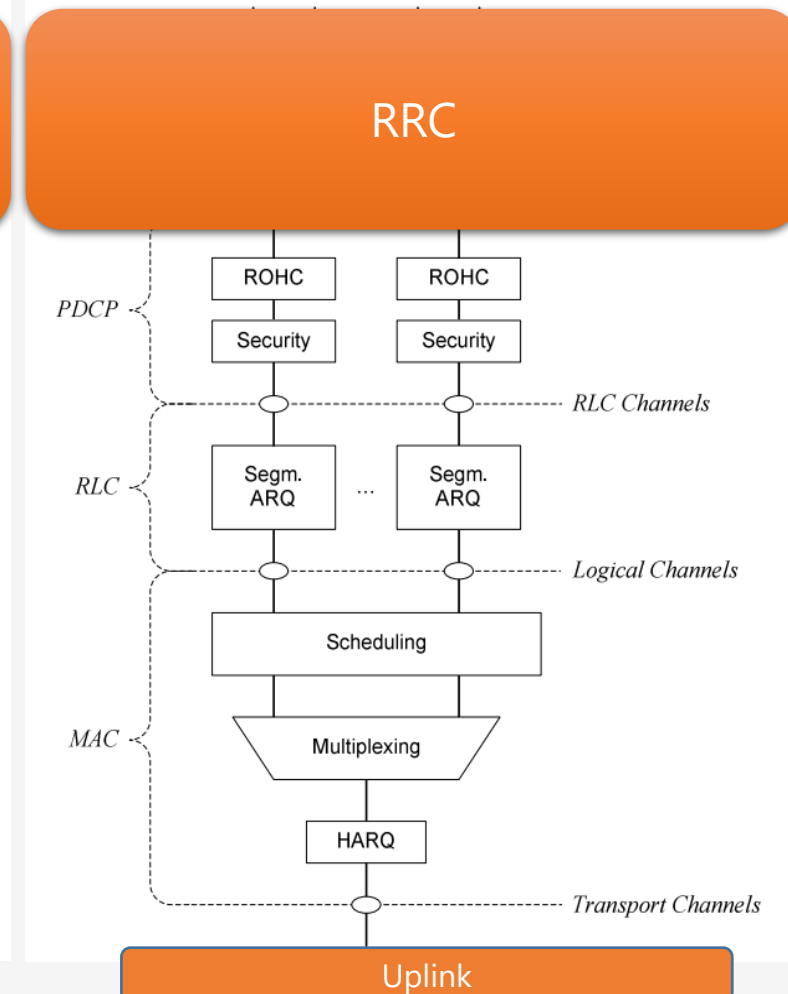 RRC
ROHC ROHC
PDCP
Security Security
RLC Channels
Segm. Segm.
RLC
ARQ ... ARQ
Logical Channels
Scheduling
MAC
Multiplexing
HARQ
Transport Channels
Uplink